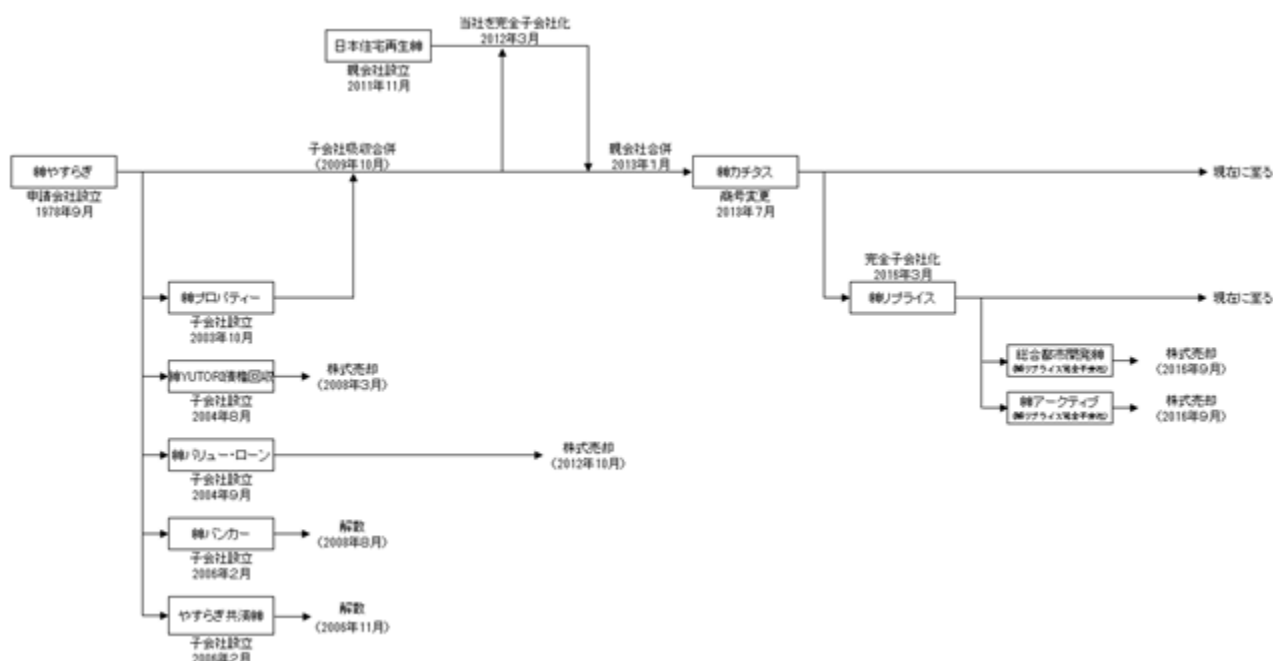 当社を完全子会社化
2012年3月
日本住宅再生㈱
親会社設立
2011年11月
子会社吸収合併
(2009年10月)
親会社合併
2013年1月
㈱やすらぎ
申請会社設立
1978年9月
㈱カチタス
商号変更
2013年7月
現在に至る
完全子会社化
2016年3月
㈱リプライス
現在に至る
㈱プロパティー
子会社設立
2003年10月
総合都市開発㈱
(㈱リプライス完全子会社)
株式売却
(2016年9月)
㈱YUTORI債権回収
子会社設立
2004年8月
株式売却
(2008年3月)
㈱アークティブ
(㈱リプライス完全子会社)
株式売却
(2016年9月)
㈱バリュー・ローン
子会社設立
2004年9月
株式売却
(2012年10月)
㈱バンカー
子会社設立
2006年2月
解散
(2008年8月)
やすらぎ共済㈱
子会社設立
2006年2月
解散
(2006年11月)